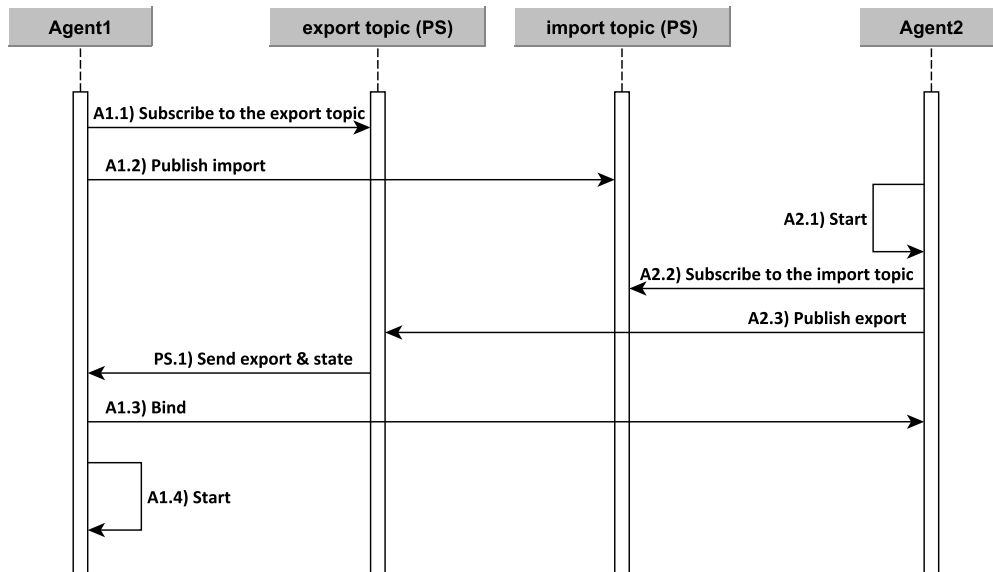 Agent1
export topic (PS)
import topic (PS)
Agent2
A1.1) Subscribe to the export topic
A1.2) Publish import
A2.1) Start
A2.2) Subscribe to the import topic
A2.3) Publish export
PS.1) Send export & state
A1.3) Bind
A1.4) Start